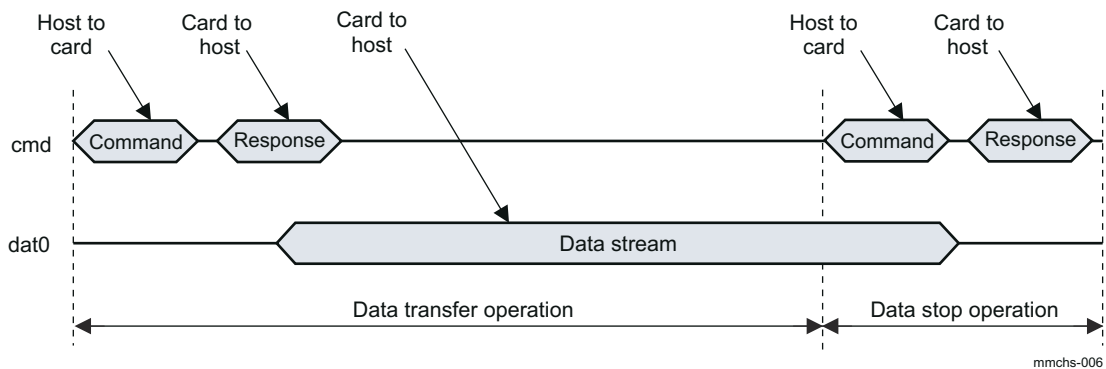 Host to
card
Card to
host
Card to
host
Host to
card
Card to
host
cmd
Command
Response
Command
Response
dat0
Data stream
Data transfer operation
Data stop operation
mmchs-006